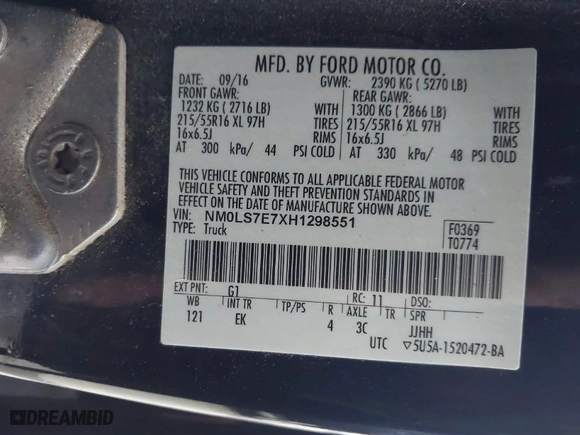 MFD. BY FORD MOTOR CO.
DATE: 09/16 GVWR: 2390 KG ( 5270 LB)
FRONT GAWR: REAR GAWR:
1232 KG ( 2716 LB) WITH 1300 KG ( 2866 LB) WITH
215/55R16 XL 97H TIRES 215/55R16 XL 97H TIRES
16x6.5J RIMS 16x6.5J RIMS
AT 300 kPa/ 44 PSI COLD AT 330 kPa/ 48 PSI COLD
THIS VEHICLE CONFORMS TO ALL APPLICABLE FEDERAL MOTOR
VEHICLE SAFETY AND THEFT PREVENTION STANDARDS IN
EFFECT ON THE DATE OF MANUFACTURE SHOWN ABOVE.
VIN: NM0LS7E7XH1298551
TYPE: Truck
F0369
T0774
EXT PNT: G1 RC: 11 DSO:
WB INT TR TP/PS R AXLE TR SPR
121 EK 4 3C JJHH
UTC ▽5U5A-1520472-BA
DREAMBID